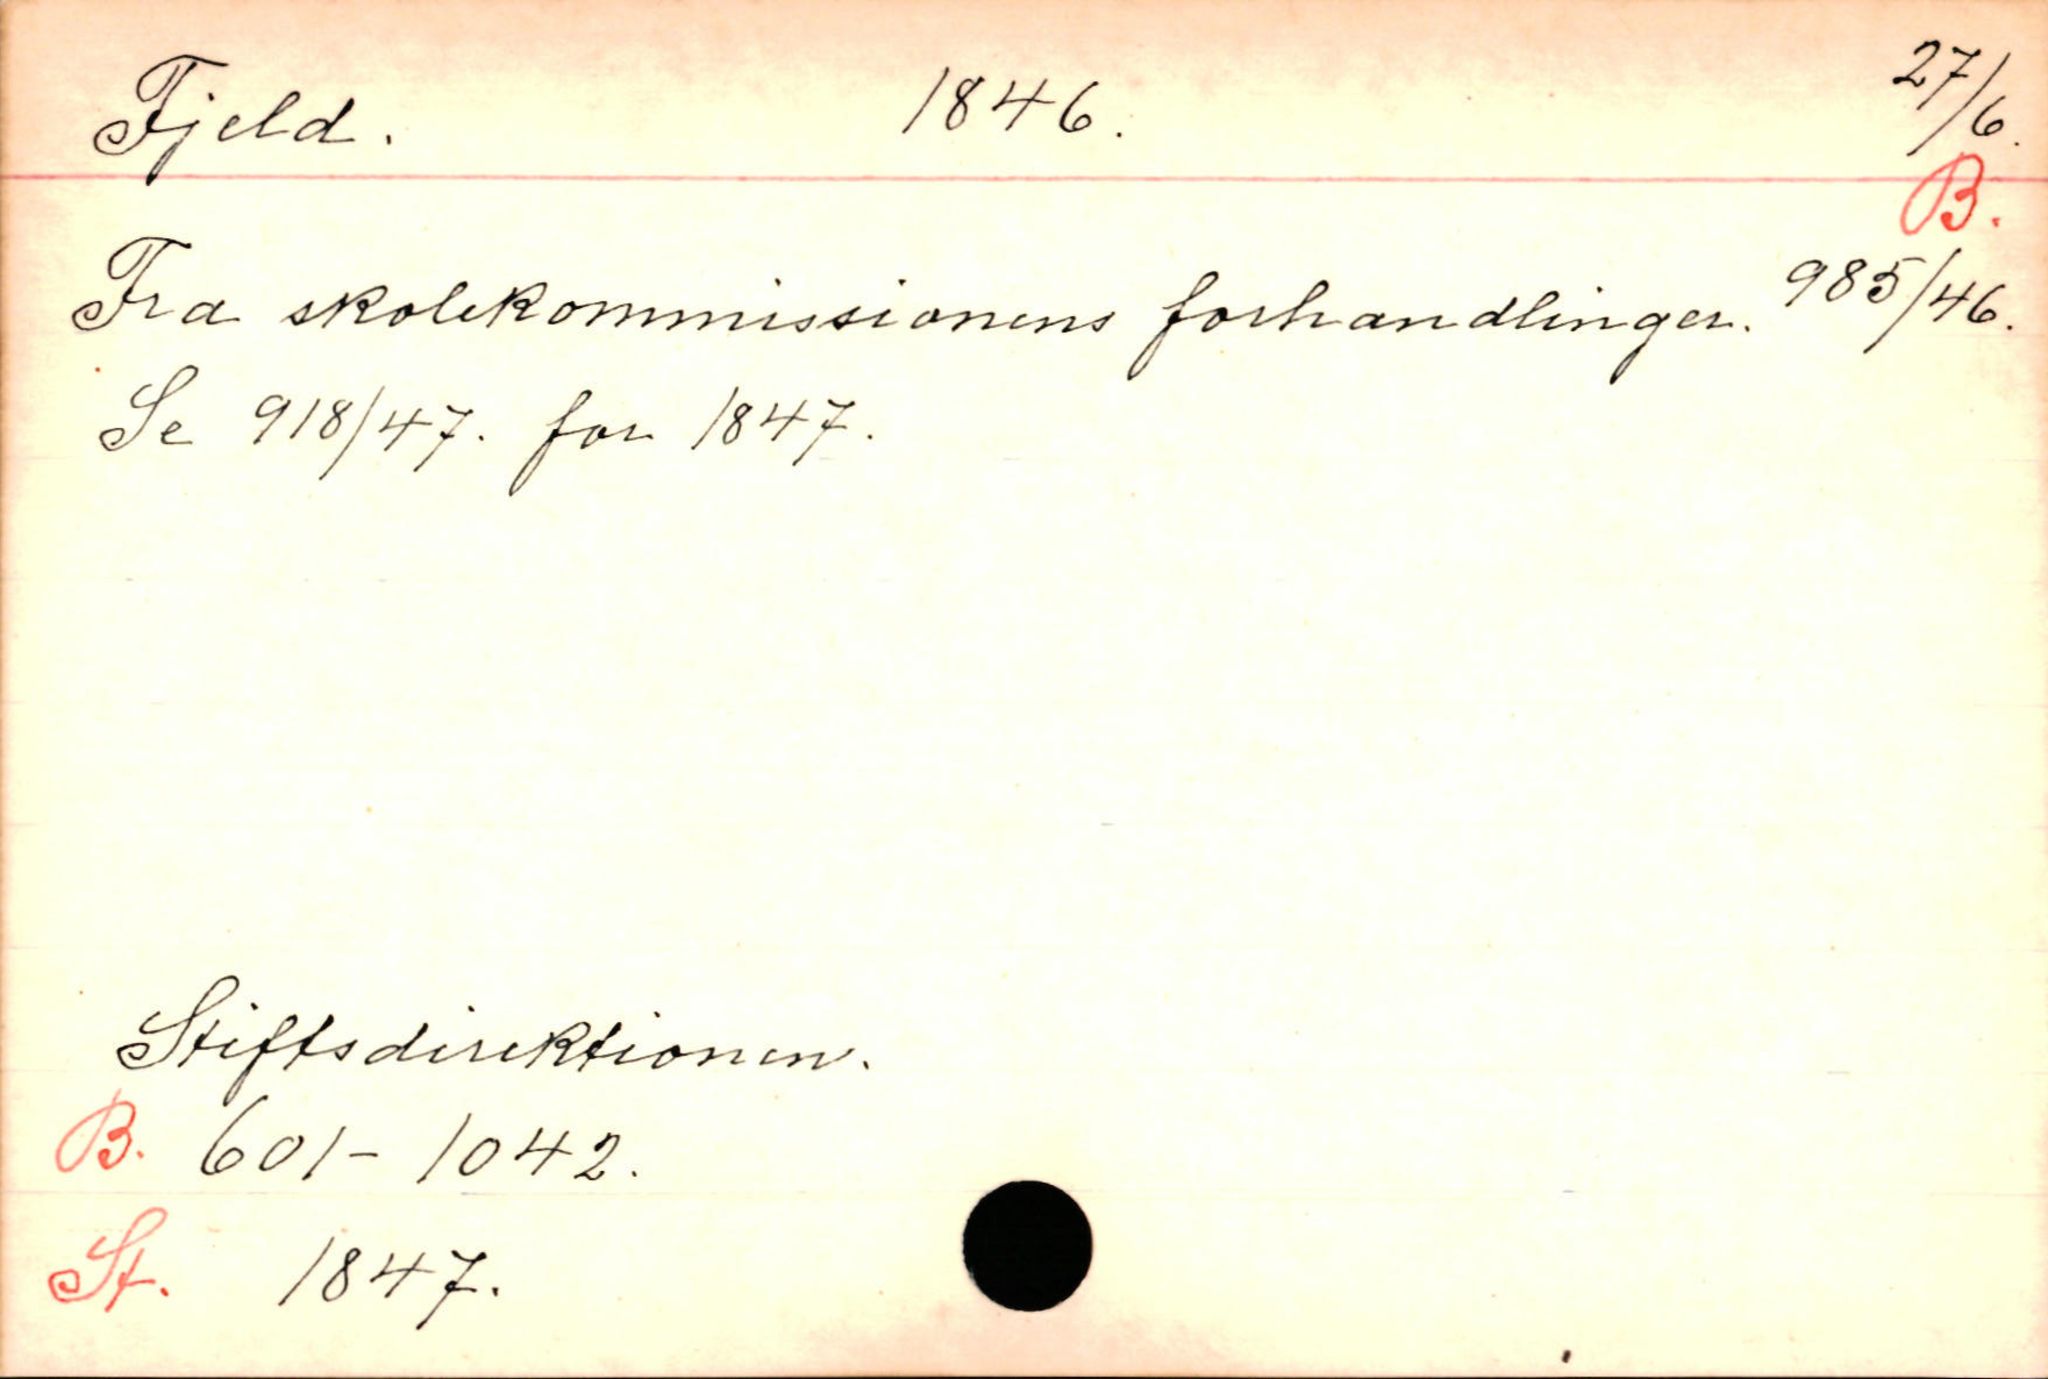 Fjeld. 1846. 27/6.
B.
Fra skolekommissionens forhandlinger. 985/46.
Se 918/47. for 1847.
Stiftsdirektionen.
B. 601-1042.
St. 1847.